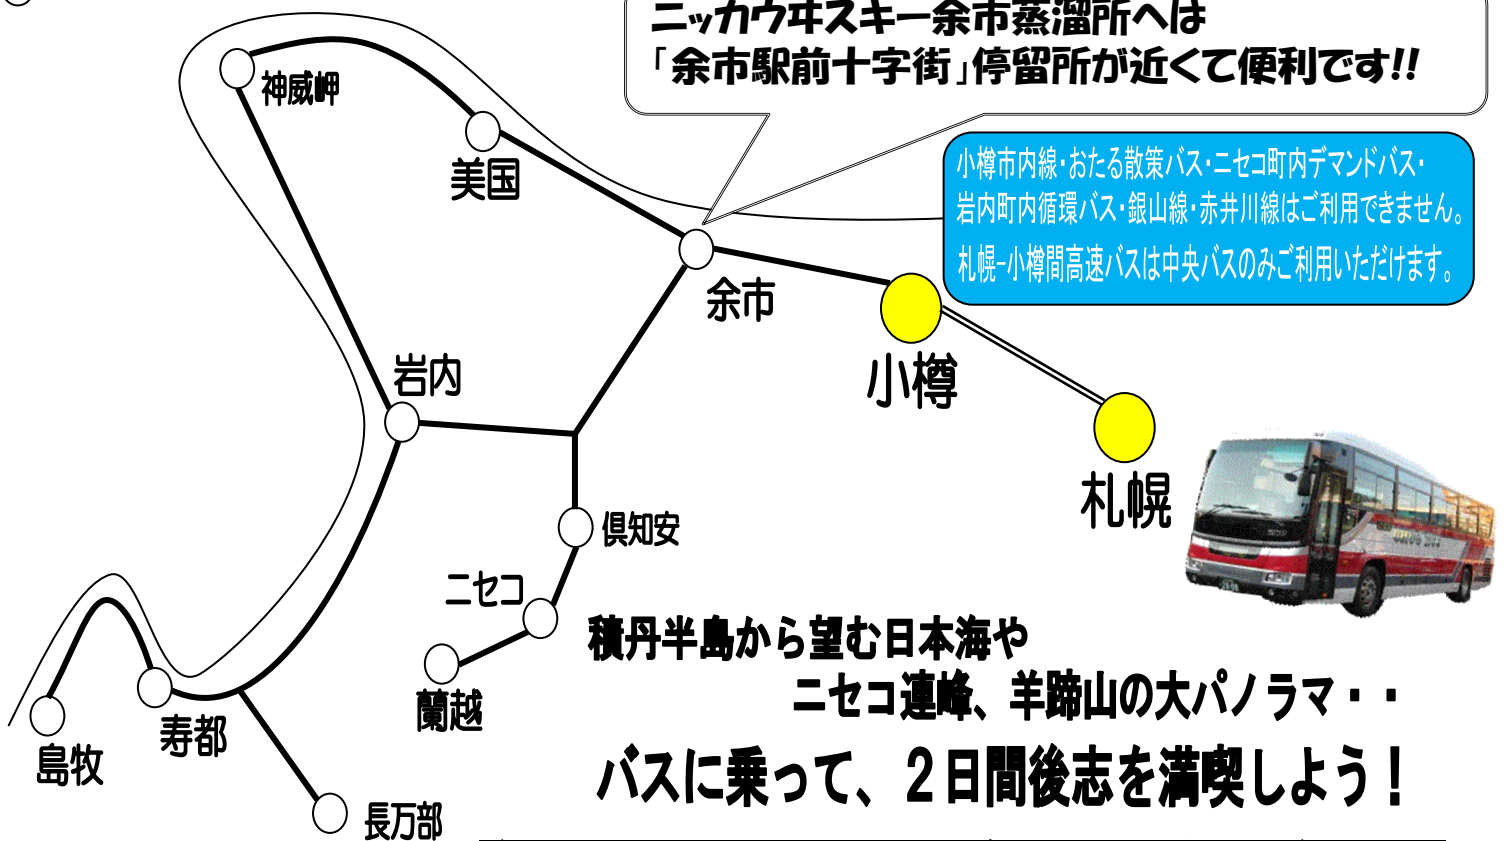 ニッカウヰスキー余市蒸溜所へは
「余市駅前十字街」停留所が近くて便利です!!
神威岬
美国
小樽市内線・おたる散策バス・ニセコ町内デマンドバス・
岩内町内循環バス・銀山線・赤井川線はご利用できません。
札幌-小樽間高速バスは中央バスのみご利用いただけます。
余市
岩内
小樽
札幌
倶知安
ニセコ
蘭越
積丹半島から望む日本海や
ニセコ連峰、羊蹄山の大パノラマ・・
寿都
島牧
バスに乗って、２日間後志を満喫しよう！
長万部